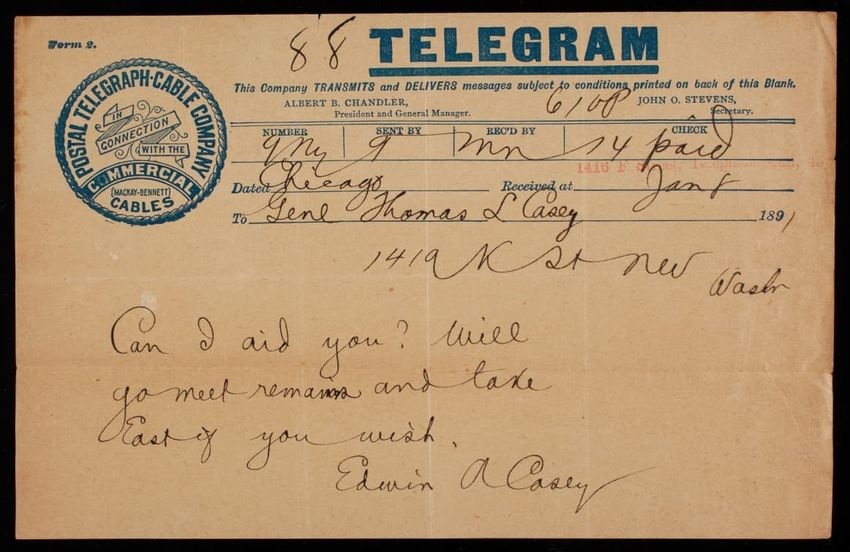 Form 2.
88
TELEGRAM
POSTAL TELEGRAPH-CABLE COMPANY
IN
CONNECTION
WITH THE
COMMERCIAL
(MACKAY-BENNETT)
CABLES
This Company TRANSMITS and DELIVERS messages subject to conditions printed on back of this Blank.
ALBERT B. CHANDLER,
President and General Manager.
610P
JOHN O. STEVENS,
Secretary.
NUMBER SENT BY REC'D BY CHECK
9 Ny 9 Mn 14 paid
1416 F
Dated Chicago Received at Jan 8
To Genl Thomas L Casey 1891
1419 K St NW
Wash
Can I aid you? Will
go meet remains and take
East if you wish.
Edwin A Casey